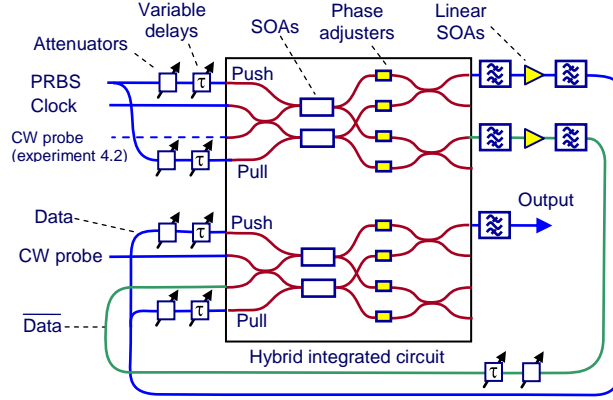 Variable
delays
Attenuators
SOAs
Phase
adjusters
Linear
SOAs
PRBS
τ
Push
Clock
CW probe
(experiment 4.2)
τ
Pull
Data
τ
Push
Output
CW probe
Data
τ
Pull
Hybrid integrated circuit
τ